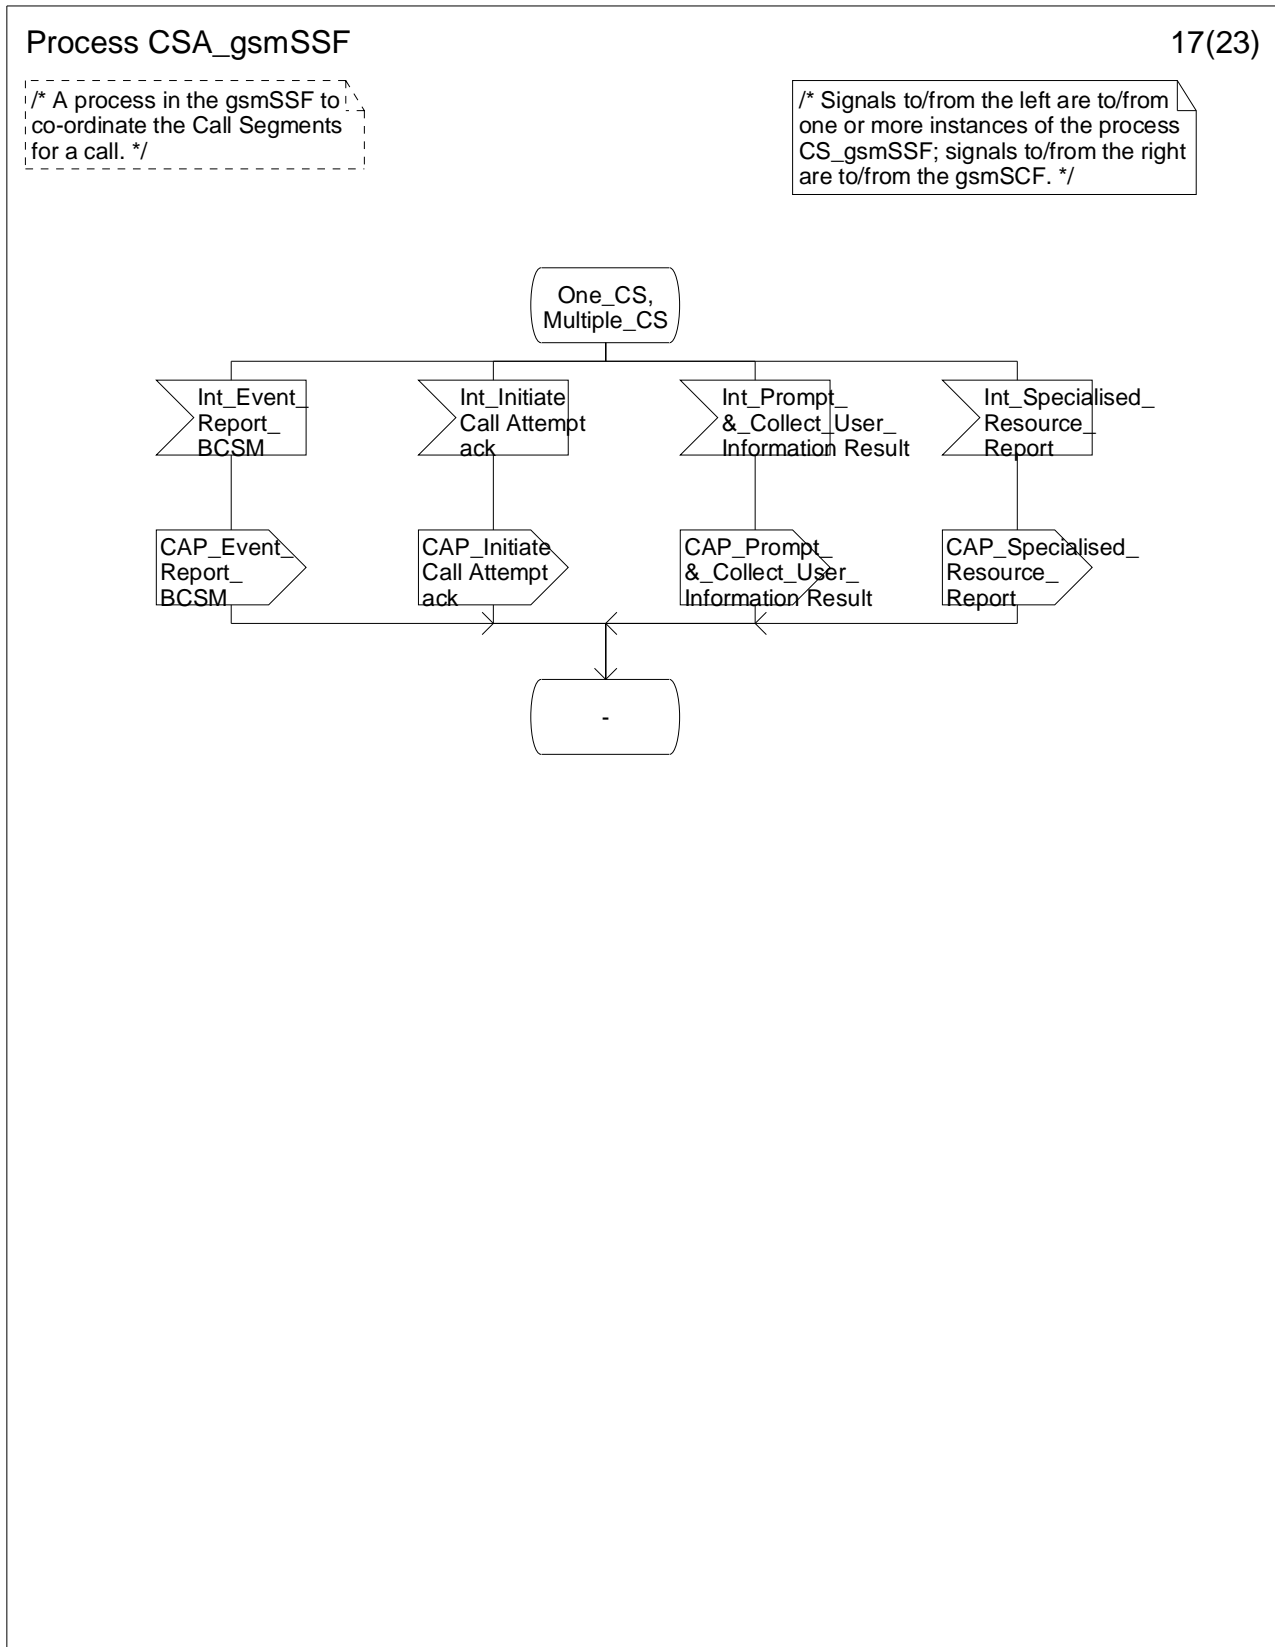 Process CSA_gsmSSF
17(23)
/* A process in the gsmSSF to
co-ordinate the Call Segments
for a call. */
/* Signals to/from the left are to/from
one or more instances of the process
CS_gsmSSF; signals to/from the right
are to/from the gsmSCF. */
One_CS,
Multiple_CS
Int_Event_
Report_
BCSM
Int_Initiate
Call Attempt
ack
Int_Prompt_
&_Collect_User_
Information Result
Int_Specialised_
Resource_
Report
CAP_Event_
Report_
BCSM
CAP_Initiate
Call Attempt
ack
CAP_Prompt_
&_Collect_User_
Information Result
CAP_Specialised_
Resource_
Report
-